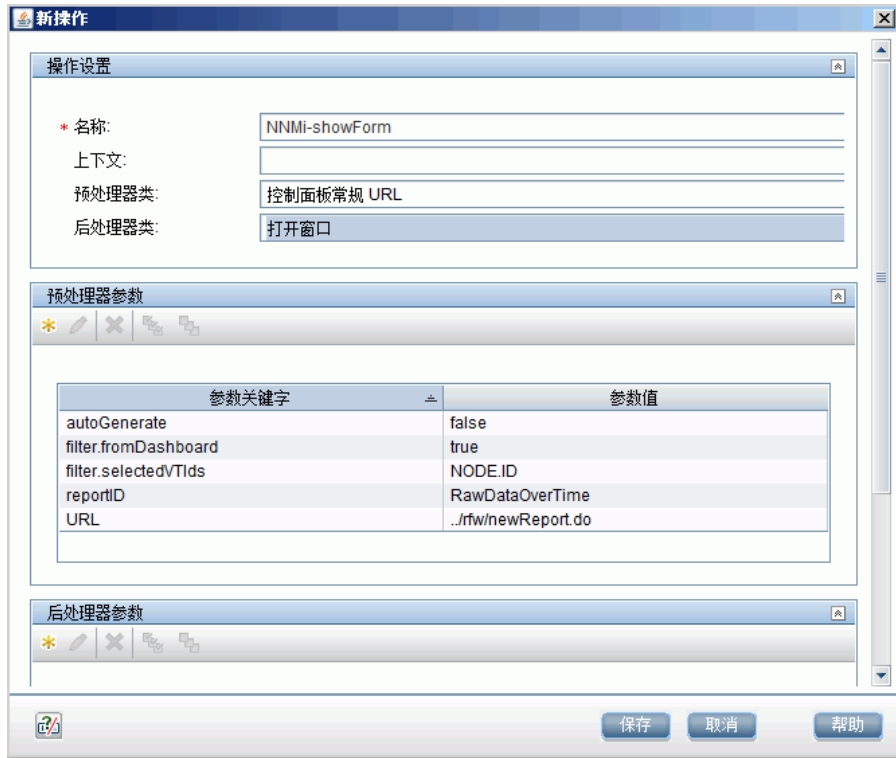 新操作
操作设置
* 名称: NNMi-showForm
上下文:
预处理器类: 控制面板常规 URL
后处理器类: 打开窗口
预处理器参数
参数关键字 参数值
autoGenerate false
filter.fromDashboard true
filter.selectedVTIds NODE.ID
reportID RawDataOverTime
URL ../rfw/newReport.do
后处理器参数
保存 取消 帮助